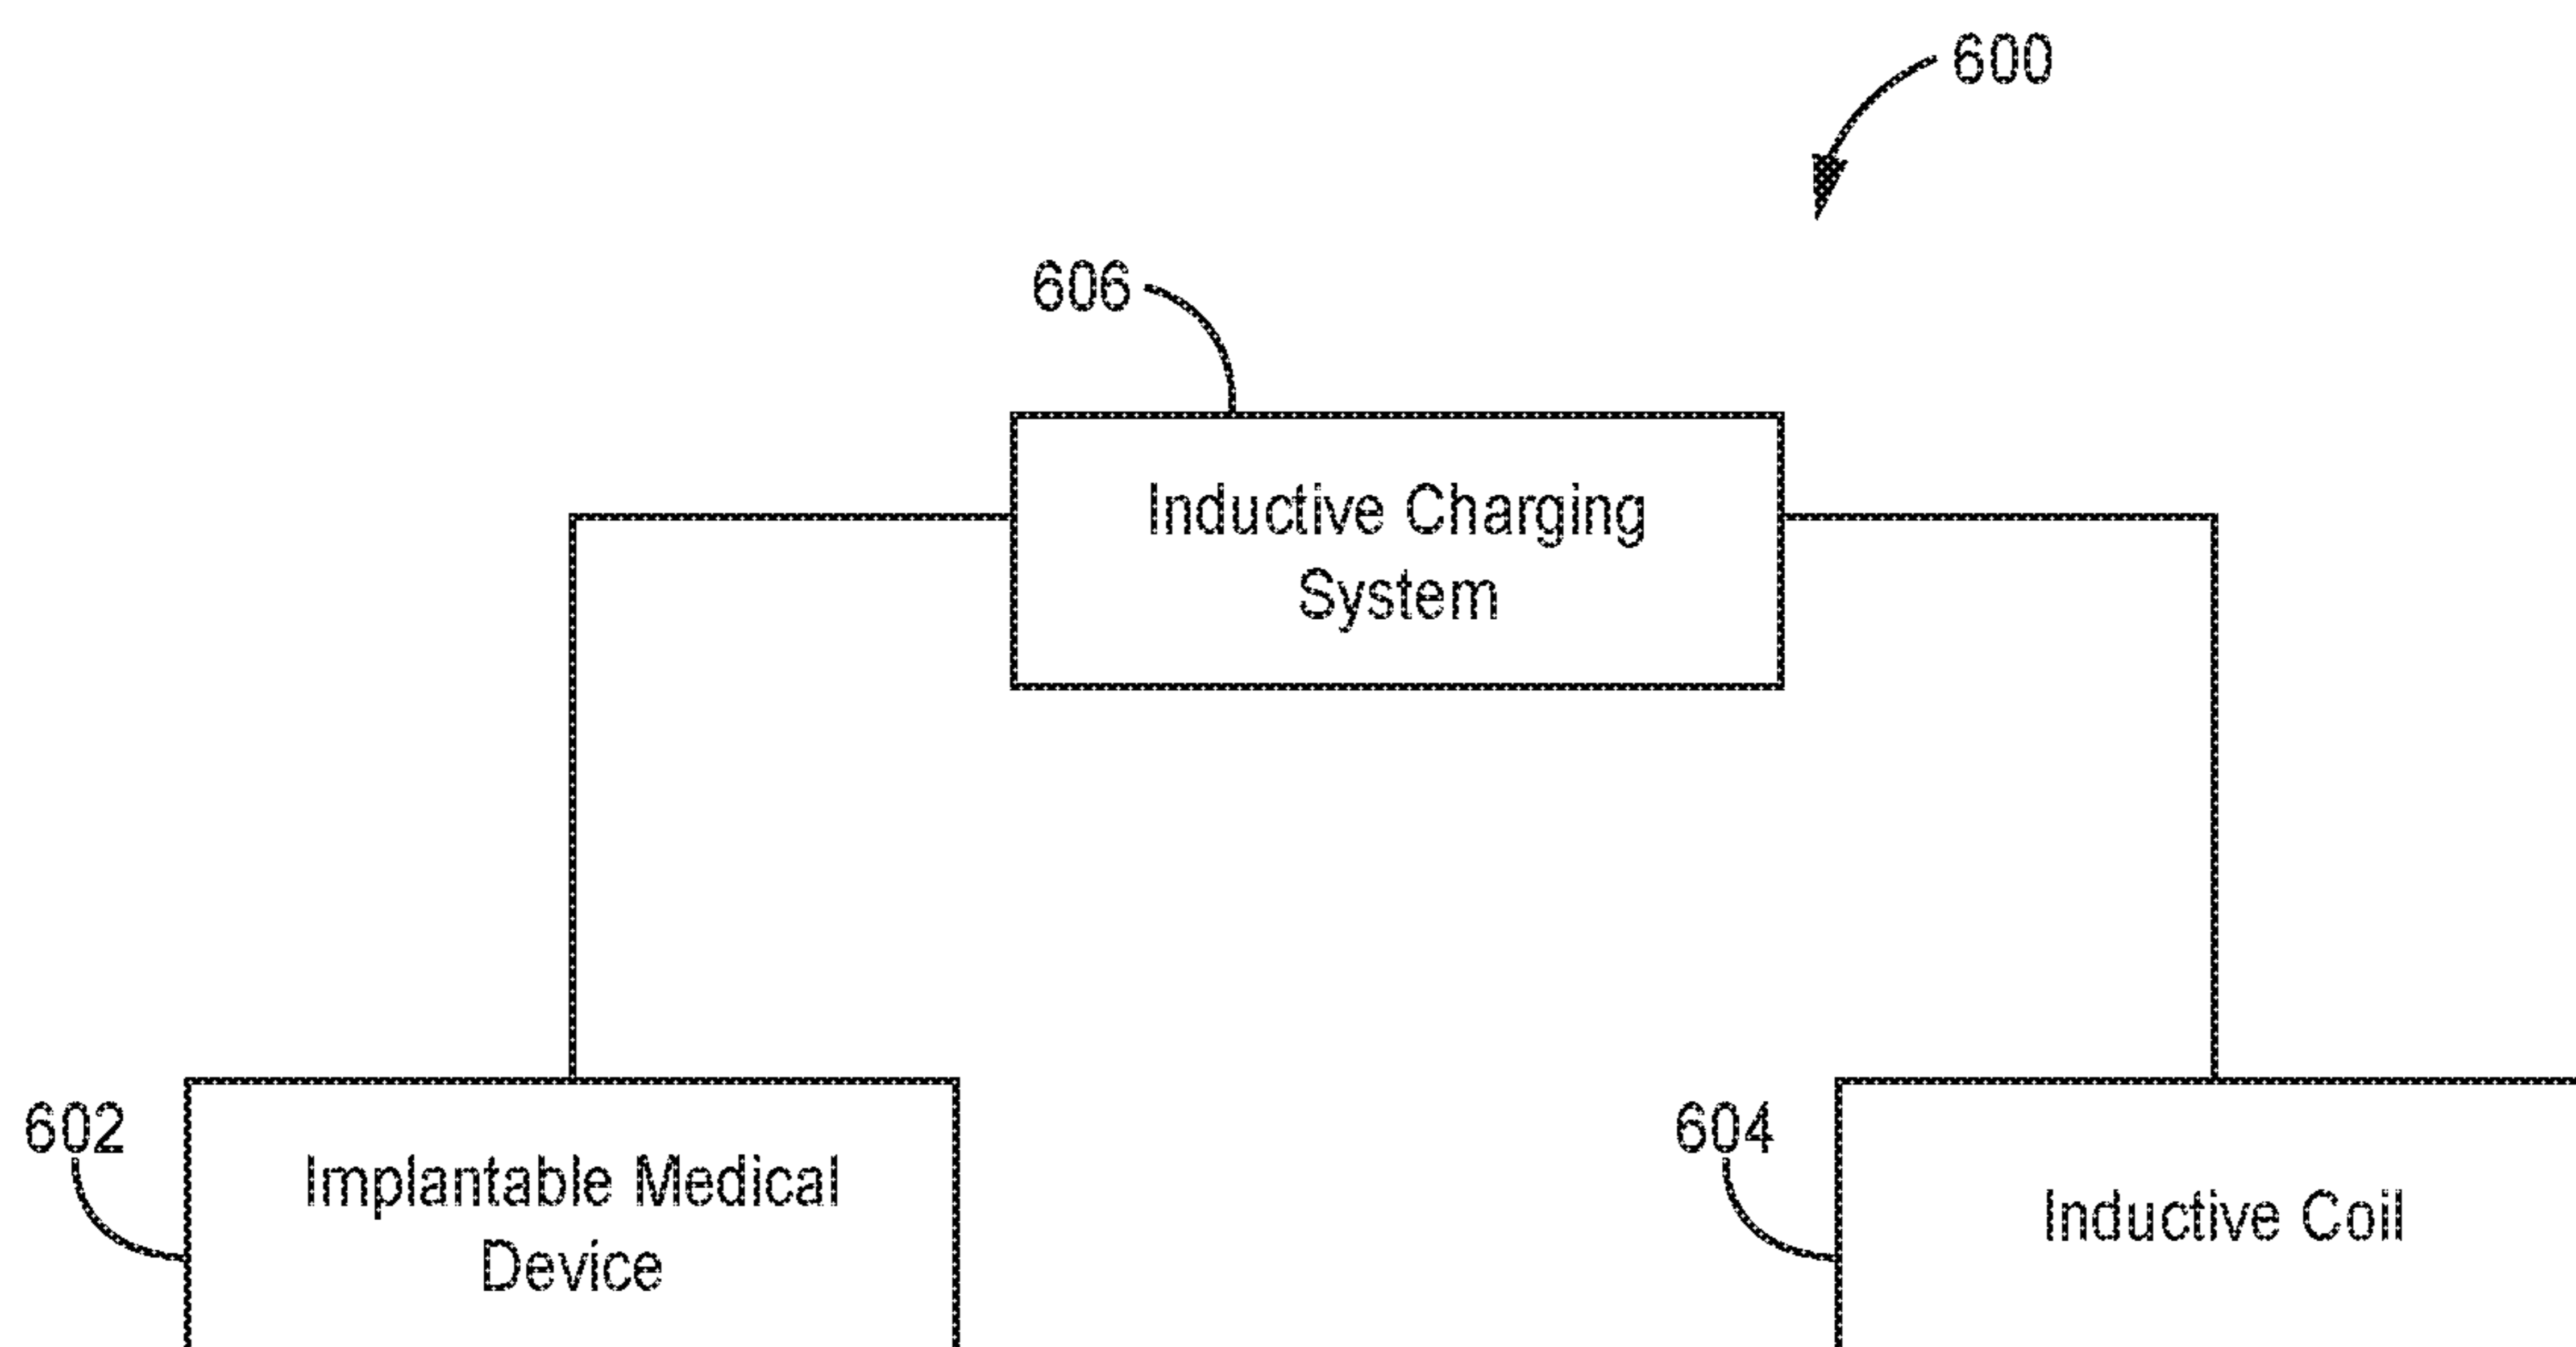 600
606
Inductive Charging
System
602
Implantable Medical
Device
604
Inductive Coil